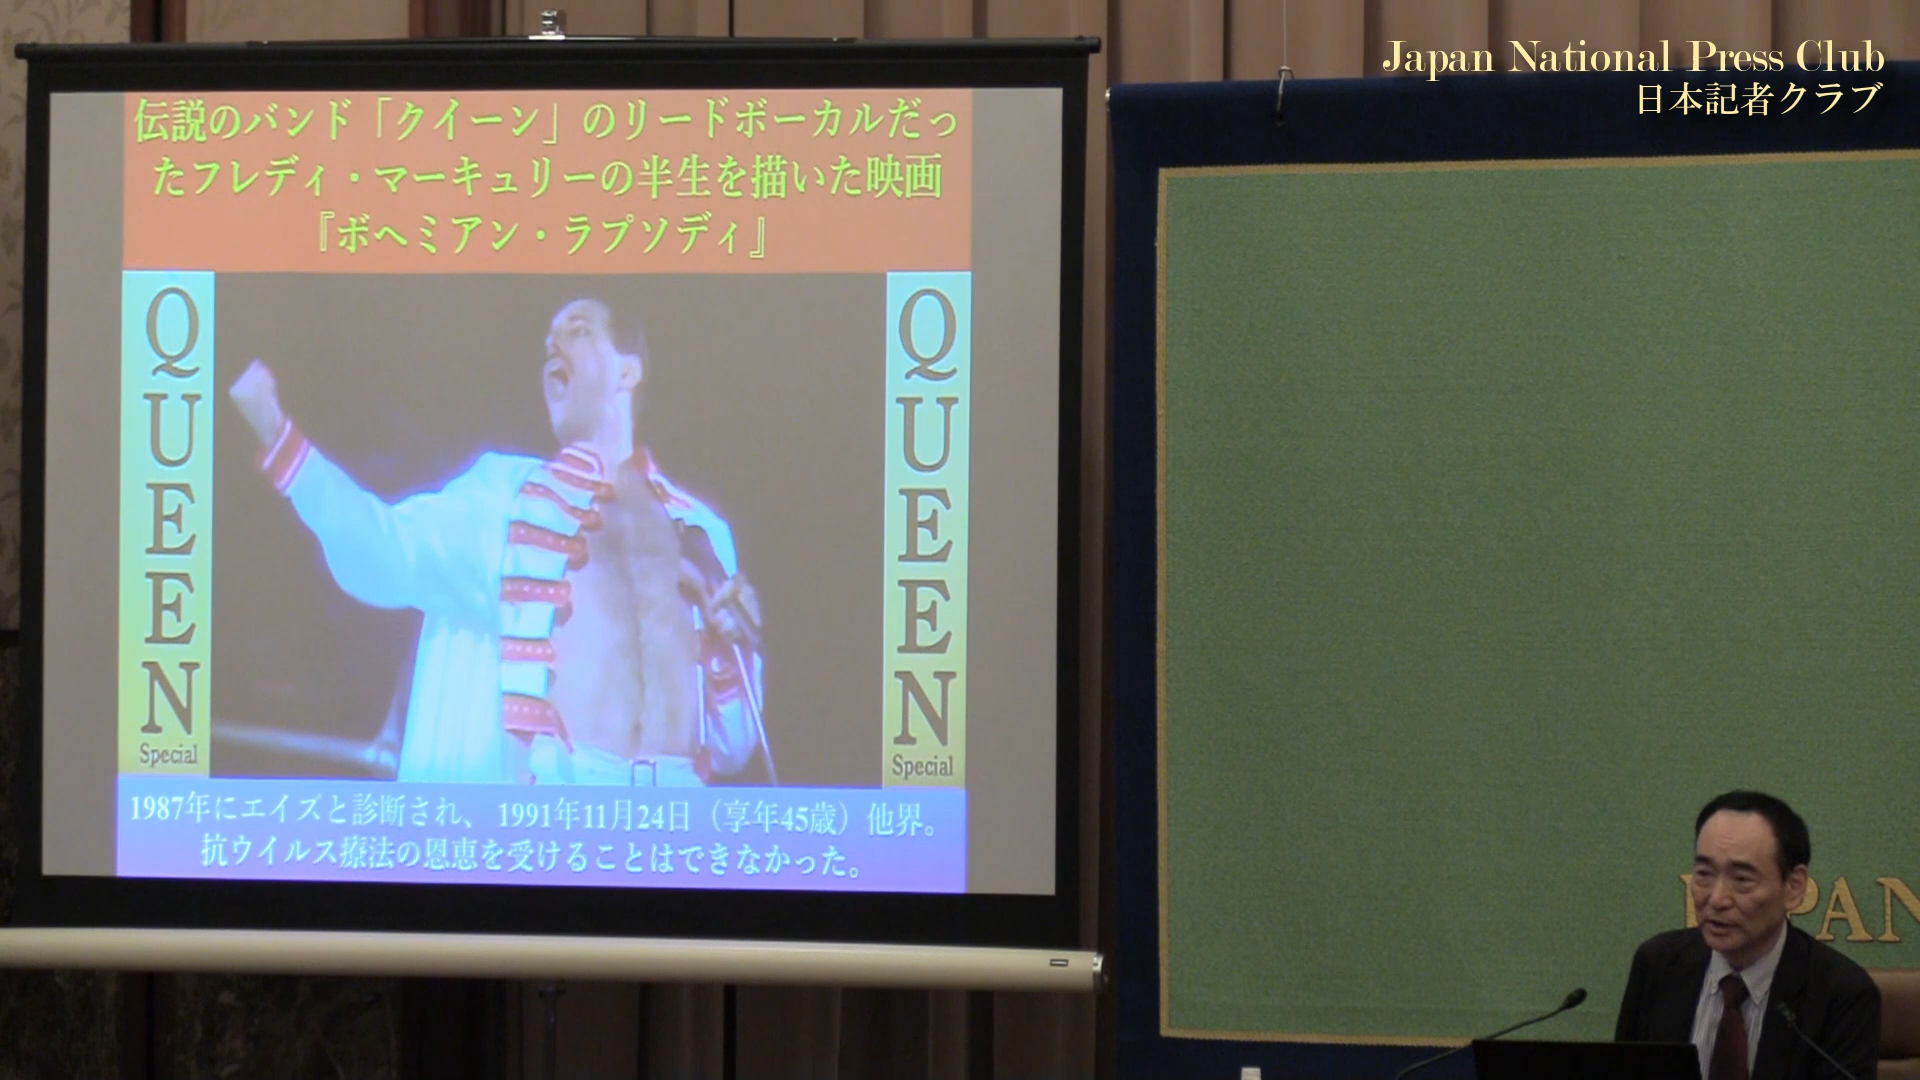 Japan National Press Club
日本記者クラブ
伝説のバンド「クイーン」のリードボーカルだっ
たフレディ・マーキュリーの半生を描いた映画
『ボヘミアン・ラプソディ』
QUEEN
Special
QUEEN
Special
1987年にエイズと診断され、 1991年11月24日（享年45歳）他界。
抗ウイルス療法の恩恵を受けることはできなかった。
JAPAN